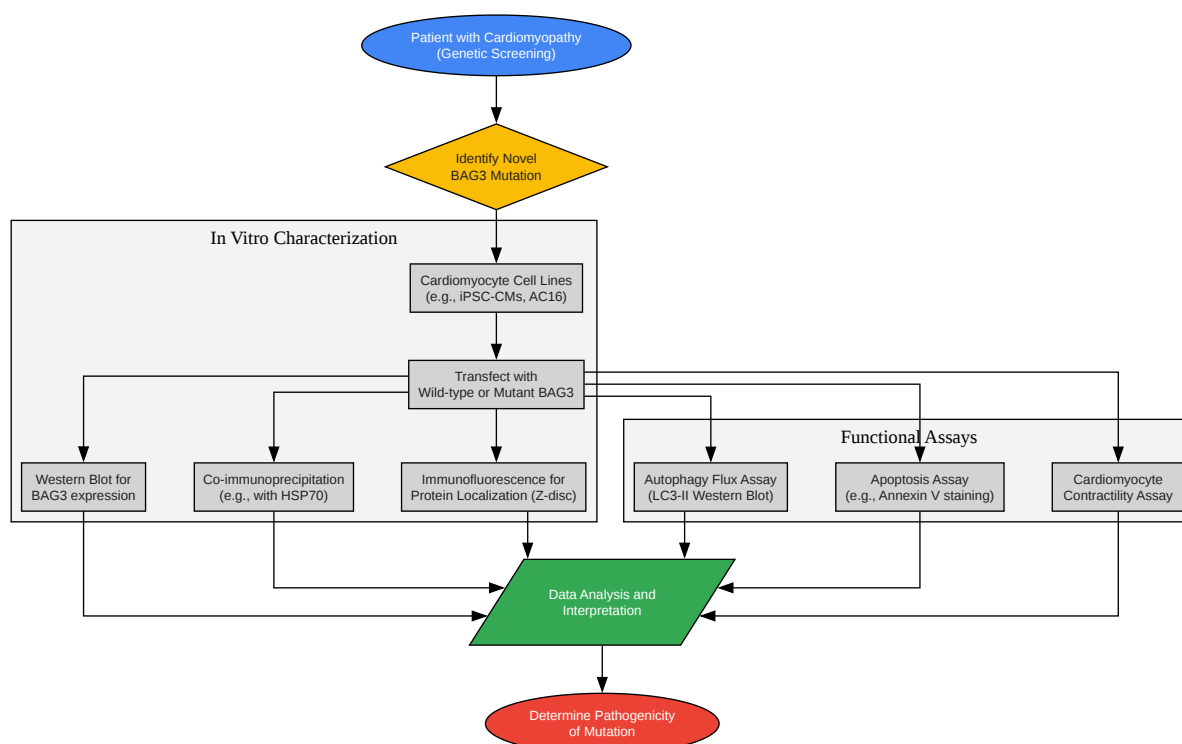 Patient with Cardiomyopathy
(Genetic Screening)
Identify Novel
BAG3 Mutation
In Vitro Characterization
Cardiomyocyte Cell Lines
(e.g., iPSC-CMs, AC16)
Transfect with
Wild-type or Mutant BAG3
Functional Assays
Western Blot for
BAG3 expression
Co-immunoprecipitation
(e.g., with HSP70)
Immunofluorescence for
Protein Localization (Z-disc)
Autophagy Flux Assay
(LC3-II Western Blot)
Apoptosis Assay
(e.g., Annexin V staining)
Cardiomyocyte
Contractility Assay
Data Analysis and
Interpretation
Determine Pathogenicity
of Mutation